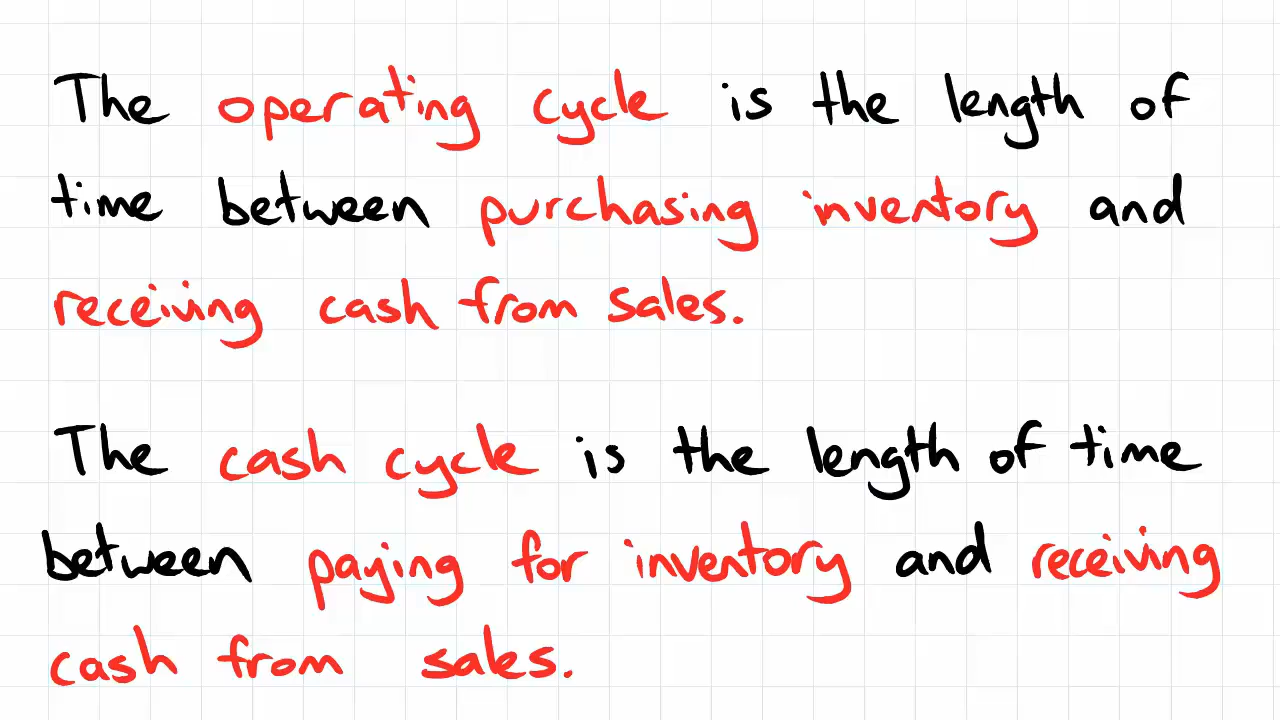 The operating cycle is the length of
time between purchasing inventory and
receiving cash from sales.
The cash cycle is the length of time
between paying for inventory and receiving
cash from sales.